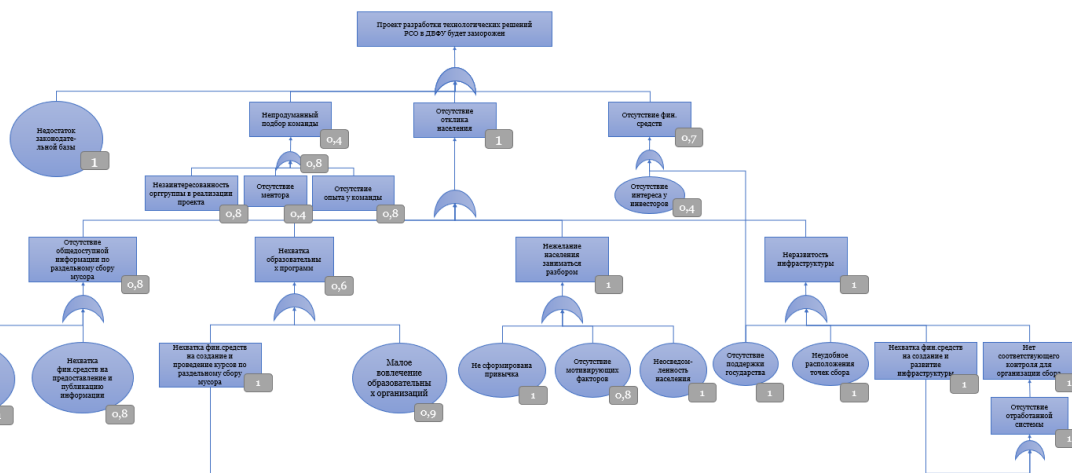 Проект разработки технологических решений
РСО в ДВФУ будет заморожен
Недостаток
законодате-
льной базы
1
Непродуманный
подбор команды
0,4
Отсутствие
отклика
населения
1
Отсутствие фин.
средств
0,7
0,8
Незаинтересованность
оргтруппы в реализации
проекта
0,8
Отсутствие
ментора
0,4
Отсутствие
опыта у команды
0,8
Отсутствие
интереса у
инвесторов
0,4
Отсутствие
общедоступной
информации по
раздельному сбору
мусора
0,8
Нехватка
образовательны
х программ
0,6
Нежелание
населения
заниматься
разбором
1
Неразвитость
инфраструктуры
1
Нехватка
фин.средств на
предоставление и
публикацию
информации
0,8
Нехватка фин.средств
на создание и
проведение курсов по
раздельному сбору
мусора
1
Малое
вовлечение
образовательны
х организаций
0,9
Не сформирована
привычка
1
Отсутствие
мотивирующих
факторов
0,8
Неосведом-
ленность
населения
1
Отсутствие
поддержки
государства
1
Неудобное
расположение
точек сбора
1
Нехватка фин.средств
на создание и
развитие
инфраструктуры
1
Нет
соответствующего
контроля для
организации сбора
1
Отсутствие
отработанной
системы
1